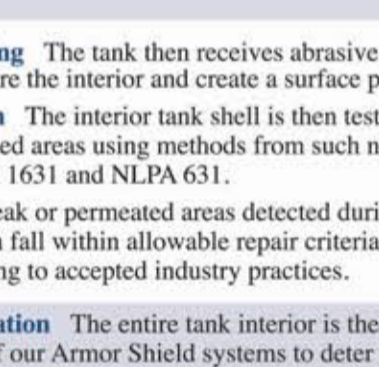 ng The tank then receives abrasive
re the interior and create a surface p
n The interior tank shell is then test
ed areas using methods from such n
1631 and NLPA 631.
eak or permeated areas detected duri
n fall within allowable repair criteria
ng to accepted industry practices.
ation The entire tank interior is the
f our Armor Shield systems to deter